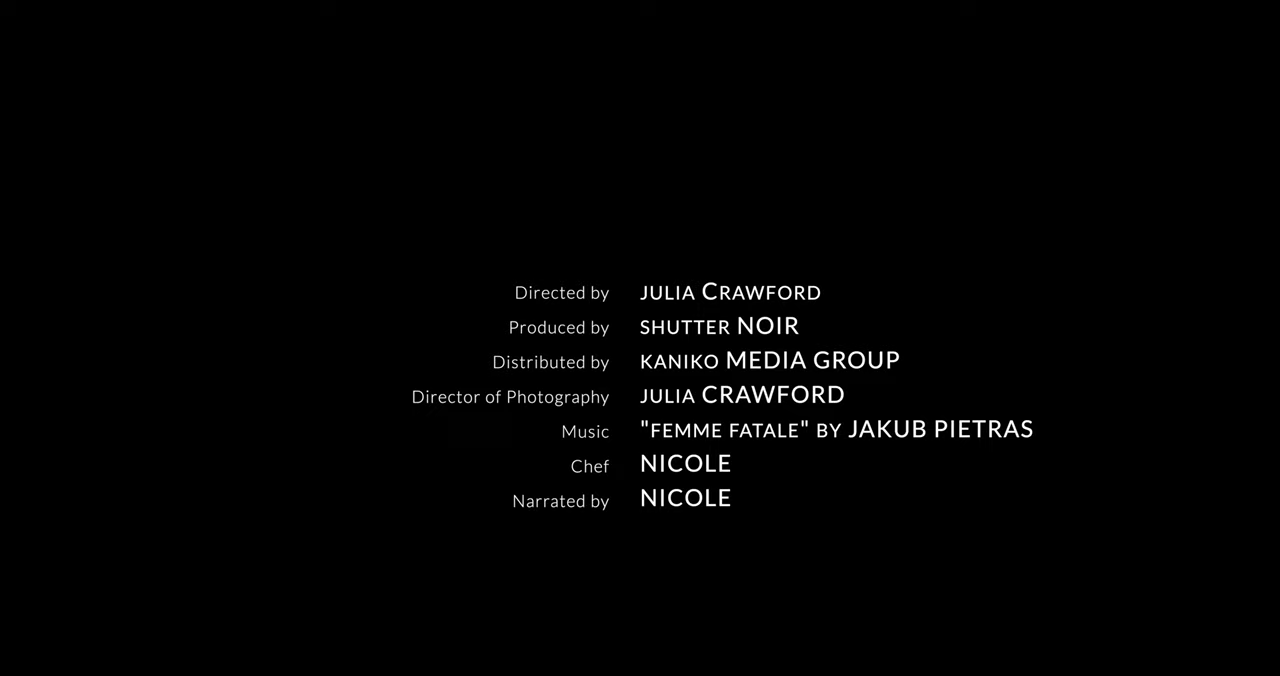 Directed by JULIA CRAWFORD
Produced by SHUTTER NOIR
Distributed by KANIKO MEDIA GROUP
Director of Photography JULIA CRAWFORD
Music "FEMME FATALE" BY JAKUB PIETRAS
Chef NICOLE
Narrated by NICOLE